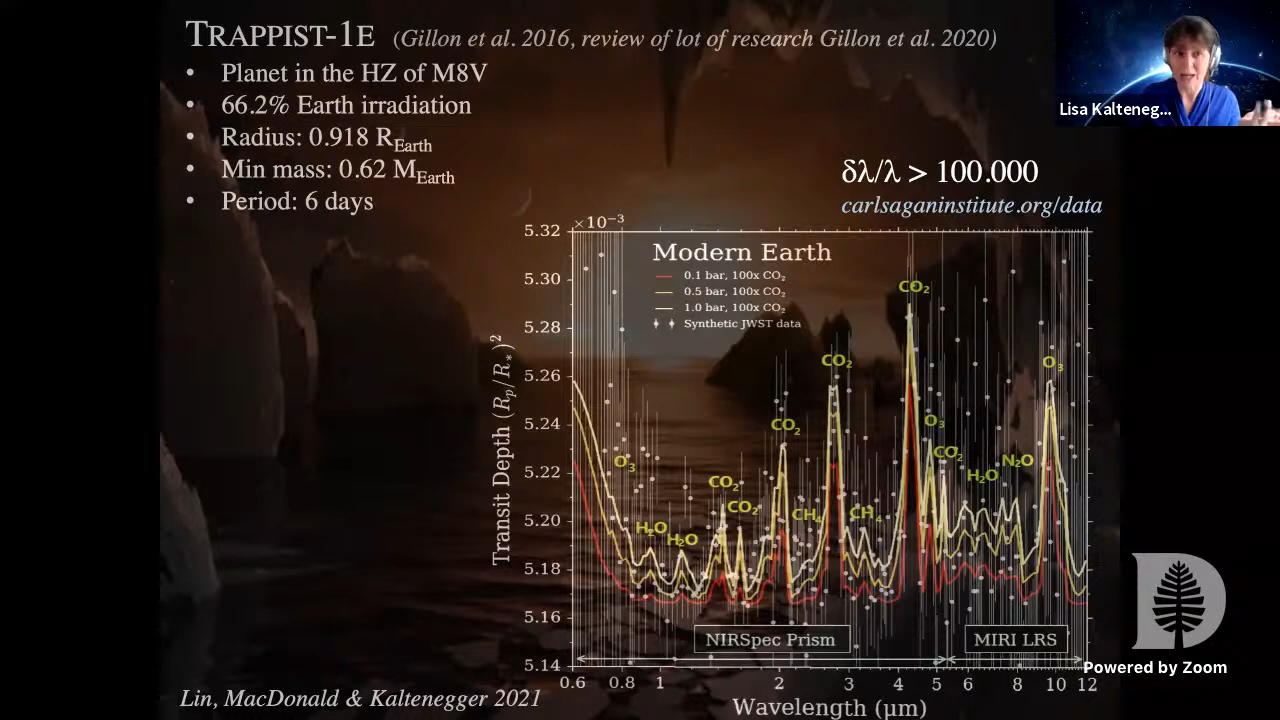 TRAPPIST-1E (Gillon et al. 2016, review of lot of research Gillon et al. 2020)
• Planet in the HZ of M8V
• 66.2% Earth irradiation
• Radius: 0.918 R_Earth
• Min mass: 0.62 M_Earth
• Period: 6 days
Lisa Kalteneg...
δλ/λ > 100.000
carlsaganinstitute.org/data
×10⁻³
Modern Earth
0.1 bar, 100x CO₂
0.5 bar, 100x CO₂
1.0 bar, 100x CO₂
Synthetic JWST data
5.32
5.30
5.28
5.26
5.24
5.22
5.20
5.18
5.16
5.14
Transit Depth (R_p/R_*)²
O₃
H₂O
H₂O
CO₂
CO₂
CO₂
CH₄
CO₂
CH₄
CO₂
O₃
CO₂
H₂O
N₂O
O₃
NIRSpec Prism
MIRI LRS
0.6 0.8 1 2 3 4 5 6 8 10 12
Wavelength (μm)
Lin, MacDonald & Kaltenegger 2021
D
Powered by Zoom